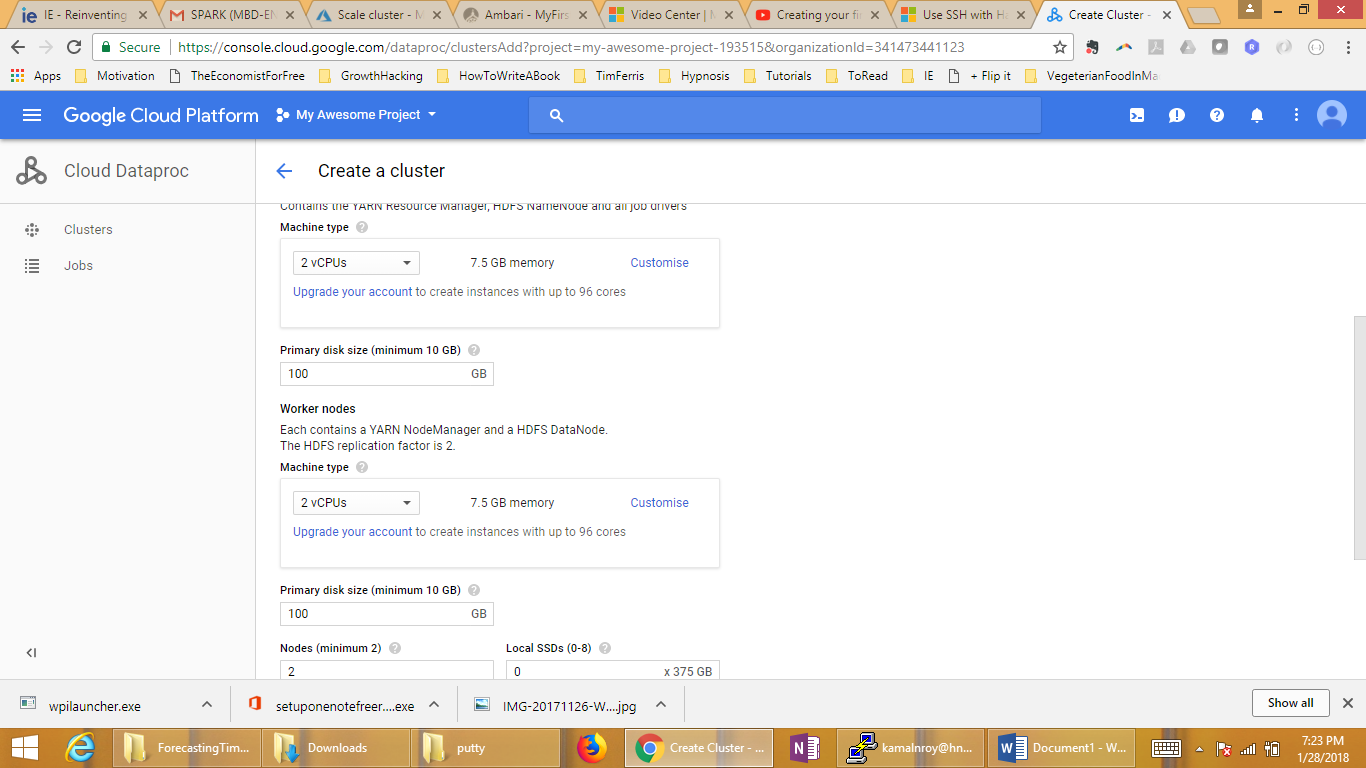 IE - Reinventing
SPARK (MBD-EN
Scale cluster - M
Ambari - MyFirs
Video Center | M
Creating your fir
Use SSH with Ha
Create Cluster -
Secure
https://console.cloud.google.com/dataproc/clustersAdd?project=my-awesome-project-193515&organizationId=341473441123
Apps
Motivation
TheEconomistForFree
GrowthHacking
HowToWriteABook
TimFerris
Hypnosis
Tutorials
ToRead
IE
+ Flip it
VegeterianFoodInMa
Google Cloud Platform
My Awesome Project
Cloud Dataproc
Create a cluster
Clusters
Jobs
Contains the YARN Resource Manager, HDFS NameNode and all job drivers
Machine type
2 vCPUs
7.5 GB memory
Customise
Upgrade your account to create instances with up to 96 cores
Primary disk size (minimum 10 GB)
100 GB
Worker nodes
Each contains a YARN NodeManager and a HDFS DataNode.
The HDFS replication factor is 2.
Machine type
2 vCPUs
7.5 GB memory
Customise
Upgrade your account to create instances with up to 96 cores
Primary disk size (minimum 10 GB)
100 GB
Nodes (minimum 2)
Local SSDs (0-8)
2
0 x 375 GB
wpilauncher.exe
setuponenotefreer....exe
IMG-20171126-W....jpg
Show all
ForecastingTim...
Downloads
putty
Create Cluster - ...
kamalnroy@hn...
Document1 - W...
7:23 PM
1/28/2018